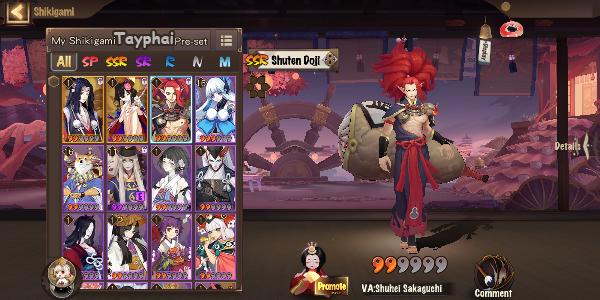 Shikigami
My Shikigami Tayphai Pre-set
All SP SSR SR R N M
SSR Shuten Doji
Details
999999
Promote
VA:Shuhei Sakaguchi
Comment